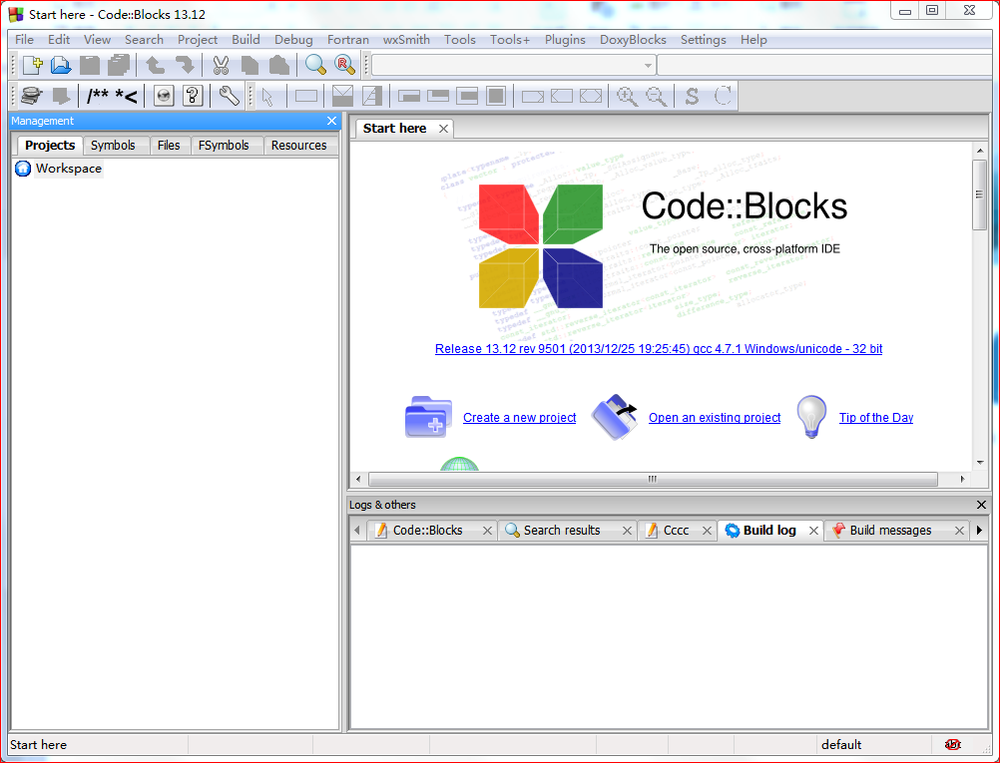 Start here - Code::Blocks 13.12
File Edit View Search Project Build Debug Fortran wxSmith Tools Tools+ Plugins DoxyBlocks Settings Help
/** *<
S
Management
Projects Symbols Files FSymbols Resources
Workspace
Start here
Code::Blocks
The open source, cross-platform IDE
Release 13.12 rev 9501 (2013/12/25 19:25:45) gcc 4.7.1 Windows/unicode - 32 bit
Create a new project Open an existing project Tip of the Day
Logs & others
Code::Blocks Search results Cccc Build log Build messages
Start here default abc